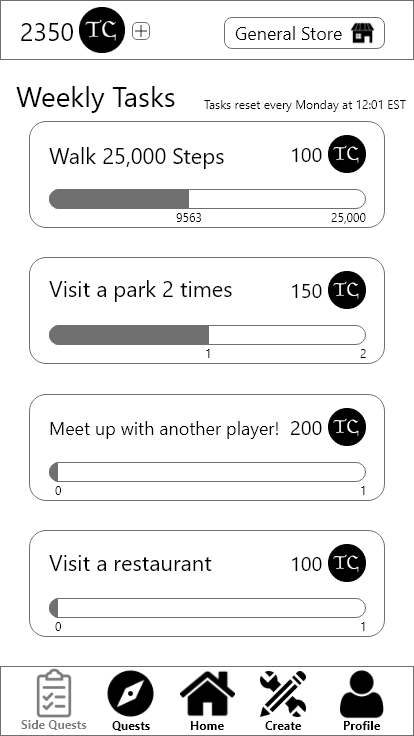 2350 TC General Store
Weekly Tasks Tasks reset every Monday at 12:01 EST
Walk 25,000 Steps 100 TC
9563 25,000
Visit a park 2 times 150 TC
1 2
Meet up with another player! 200 TC
0 1
Visit a restaurant 100 TC
0 1
Side Quests Quests Home Create Profile